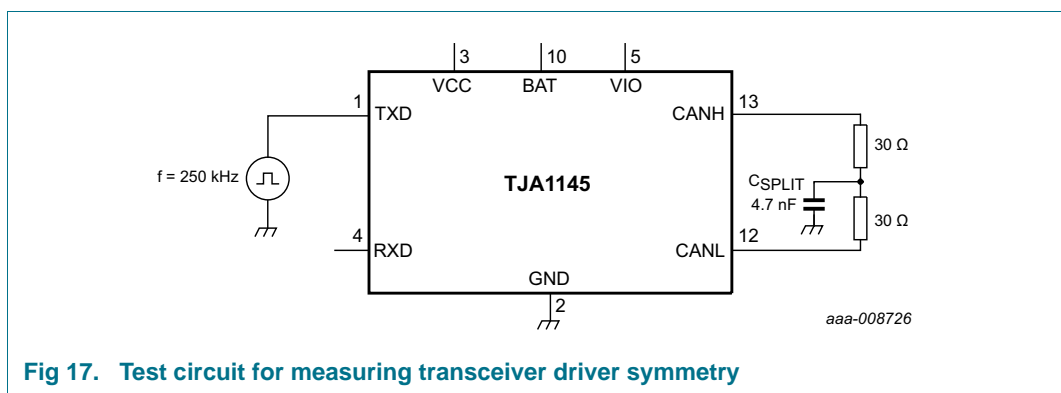 3
10
5
VCC
BAT
VIO
1
TXD
CANH
13
30 Ω
f = 250 kHz
TJA1145
CSPLIT
4.7 nF
30 Ω
4
RXD
CANL
12
GND
2
aaa-008726
Fig 17. Test circuit for measuring transceiver driver symmetry